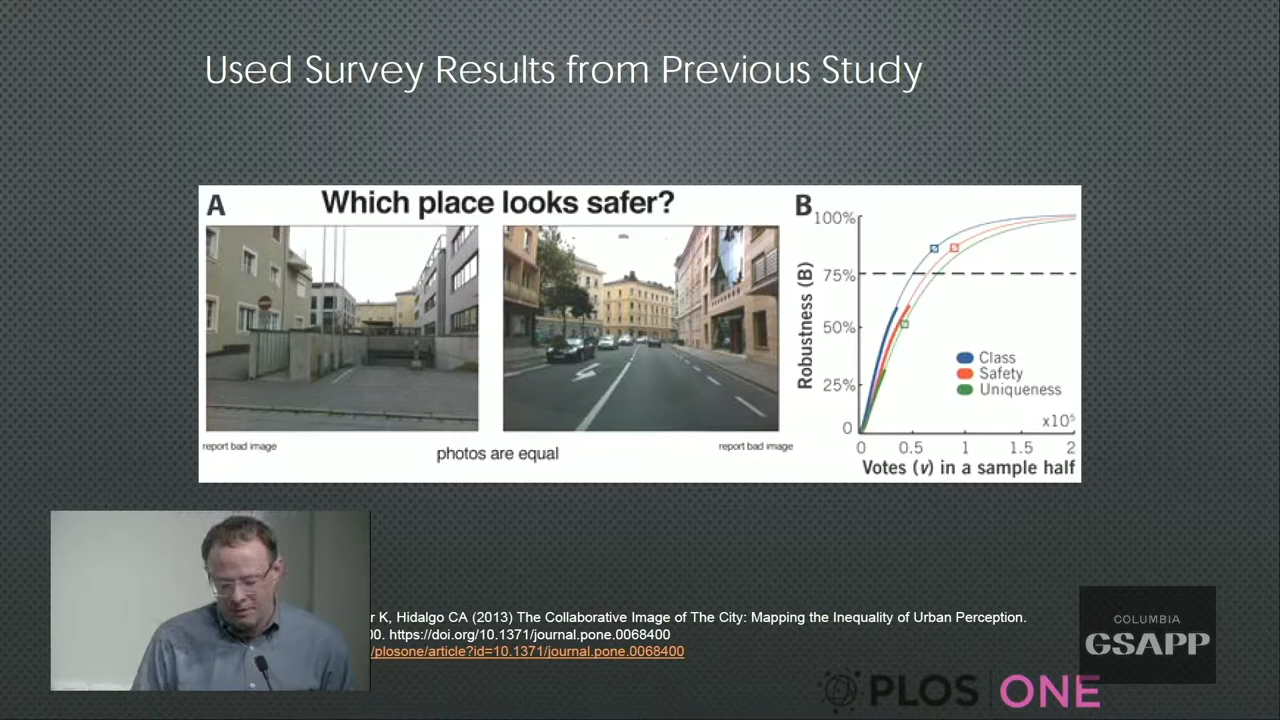 Used Survey Results from Previous Study
A
Which place looks safer?
report bad image
photos are equal
report bad image
B
100%
75%
50%
25%
0
Robustness (B)
Class
Safety
Uniqueness
x10⁵
0 0.5 1 1.5 2
Votes (v) in a sample half
r K, Hidalgo CA (2013) The Collaborative Image of The City: Mapping the Inequality of Urban Perception.
00. https://doi.org/10.1371/journal.pone.0068400
/plosone/article?id=10.1371/journal.pone.0068400
COLUMBIA
GSAPP
PLOS ONE